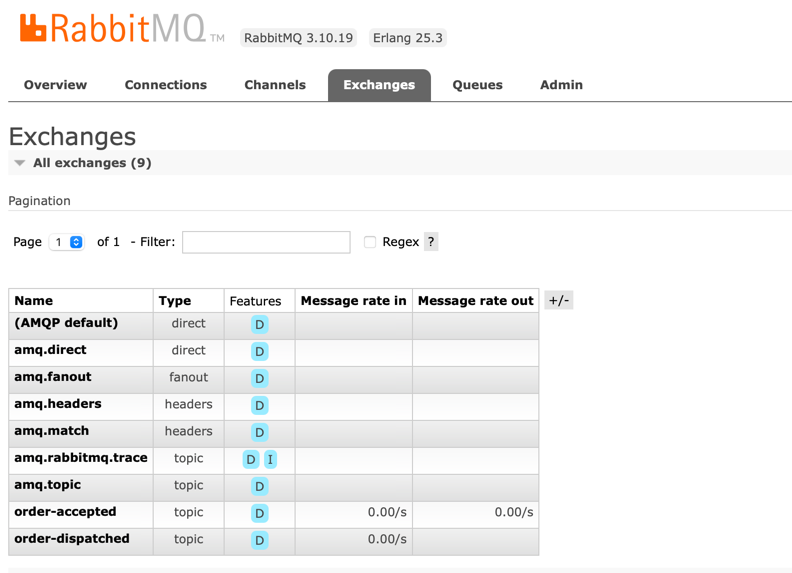 RabbitMQ TM RabbitMQ 3.10.19 Erlang 25.3
Overview Connections Channels Exchanges Queues Admin
Exchanges
All exchanges (9)
Pagination
Page 1 of 1 - Filter: Regex ?
Name Type Features Message rate in Message rate out +/-
(AMQP default) direct D
amq.direct direct D
amq.fanout fanout D
amq.headers headers D
amq.match headers D
amq.rabbitmq.trace topic D I
amq.topic topic D
order-accepted topic D 0.00/s 0.00/s
order-dispatched topic D 0.00/s